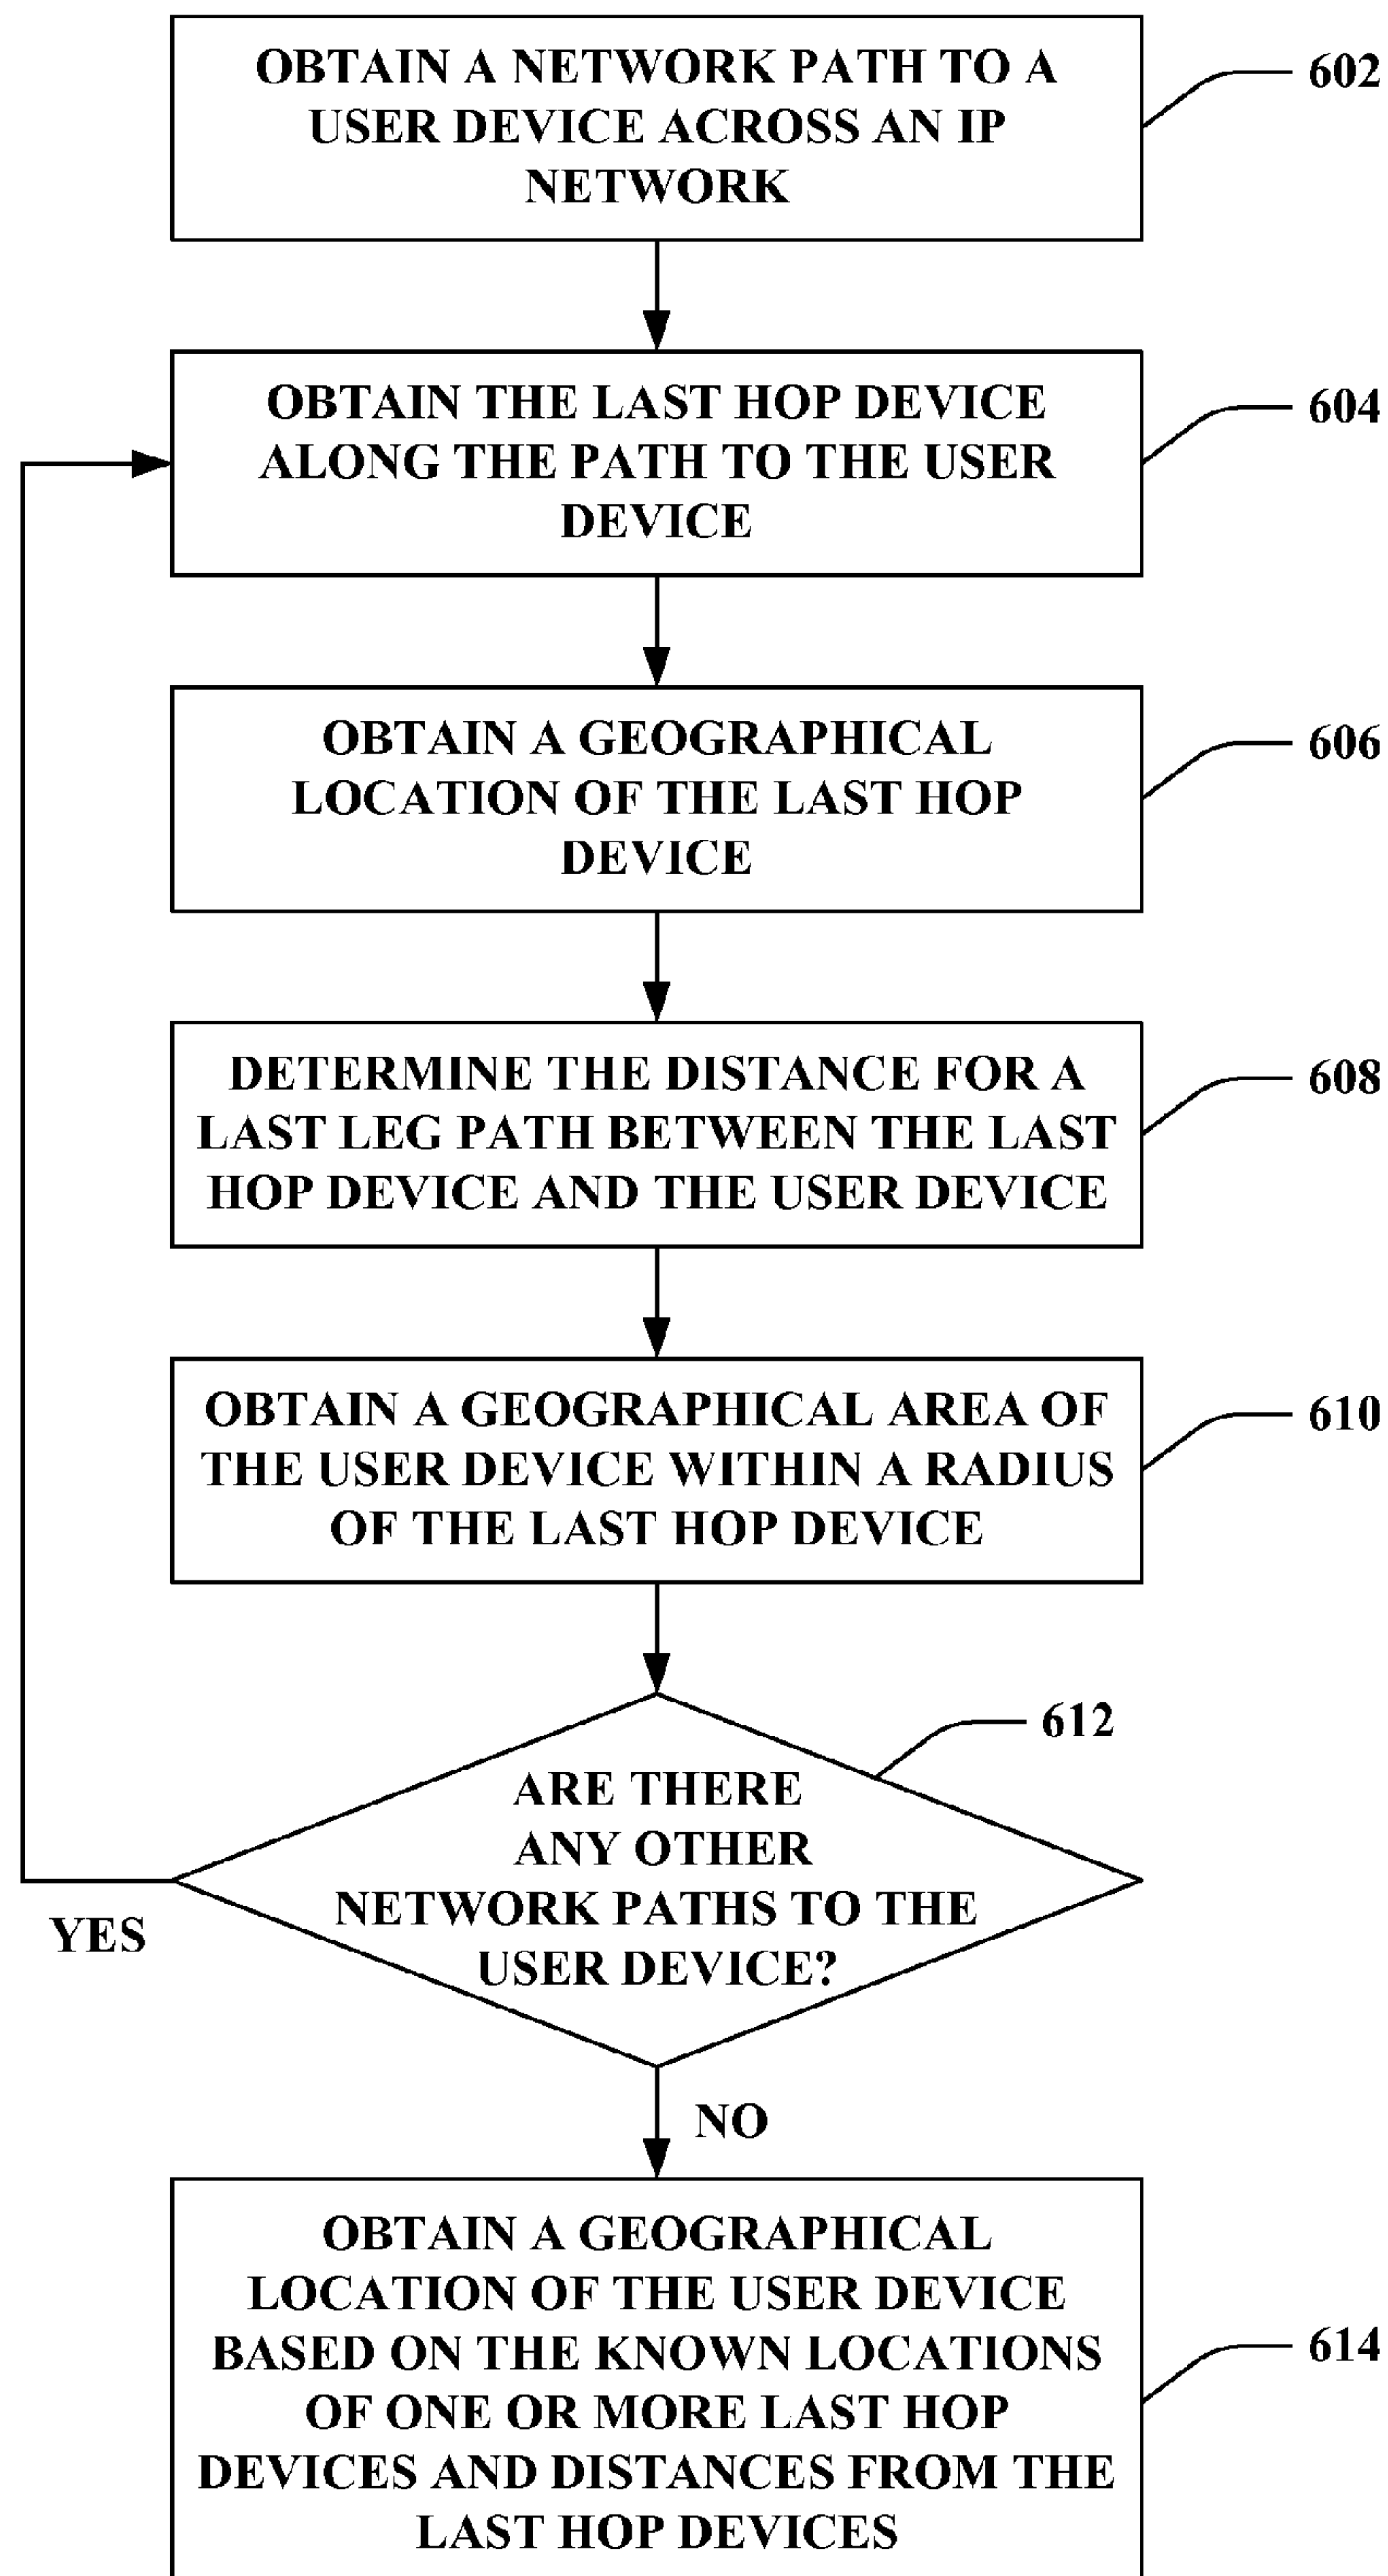 OBTAIN A NETWORK PATH TO A
USER DEVICE ACROSS AN IP
NETWORK
602
OBTAIN THE LAST HOP DEVICE
ALONG THE PATH TO THE USER
DEVICE
604
OBTAIN A GEOGRAPHICAL
LOCATION OF THE LAST HOP
DEVICE
606
DETERMINE THE DISTANCE FOR A
LAST LEG PATH BETWEEN THE LAST
HOP DEVICE AND THE USER DEVICE
608
OBTAIN A GEOGRAPHICAL AREA OF
THE USER DEVICE WITHIN A RADIUS
OF THE LAST HOP DEVICE
610
612
ARE THERE
ANY OTHER
NETWORK PATHS TO THE
USER DEVICE?
YES
NO
OBTAIN A GEOGRAPHICAL
LOCATION OF THE USER DEVICE
BASED ON THE KNOWN LOCATIONS
OF ONE OR MORE LAST HOP
DEVICES AND DISTANCES FROM THE
LAST HOP DEVICES
614